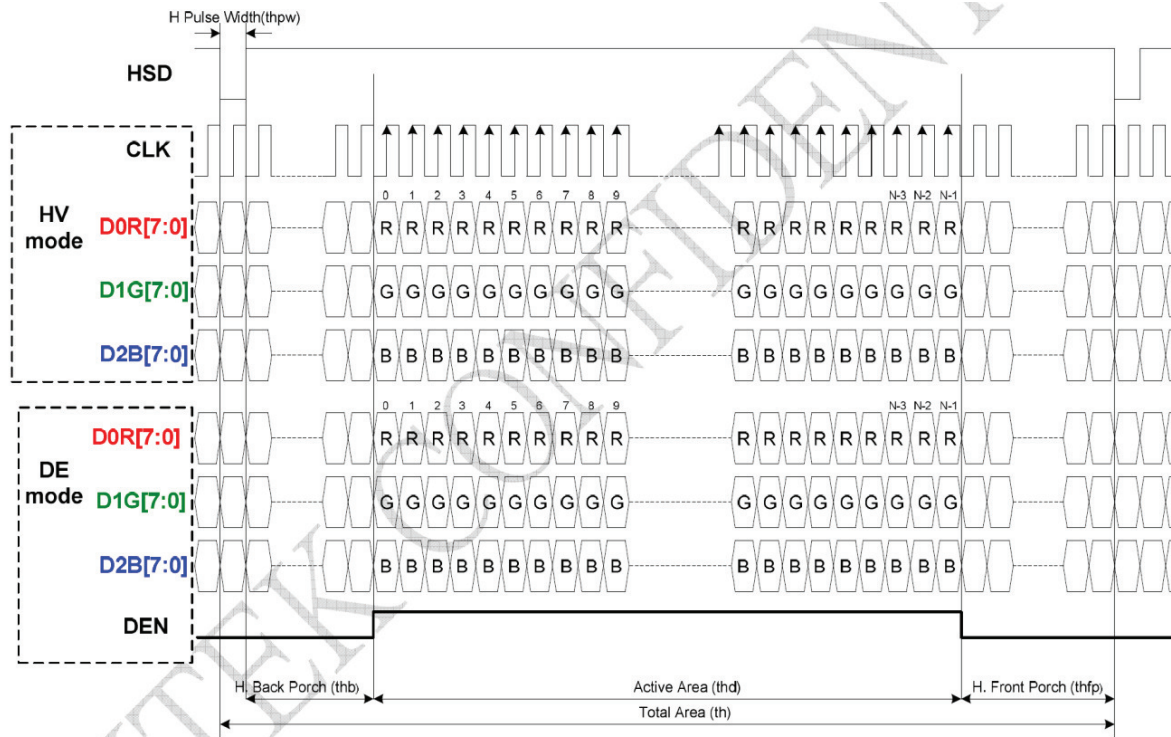 H Pulse Width(thpw)
HSD
CLK
HV mode
0 1 2 3 4 5 6 7 8 9 N-3 N-2 N-1
D0R[7:0] R R R R R R R R R R R R R R R R R R R
D1G[7:0] G G G G G G G G G G G G G G G G G G G
D2B[7:0] B B B B B B B B B B B B B B B B B B B
DE mode
0 1 2 3 4 5 6 7 8 9 N-3 N-2 N-1
D0R[7:0] R R R R R R R R R R R R R R R R R R R
D1G[7:0] G G G G G G G G G G G G G G G G G G G
D2B[7:0] B B B B B B B B B B B B B B B B B B B
DEN
H. Back Porch (thb) Active Area (thd) H. Front Porch (thfp)
Total Area (th)
TEK CONFIDENT